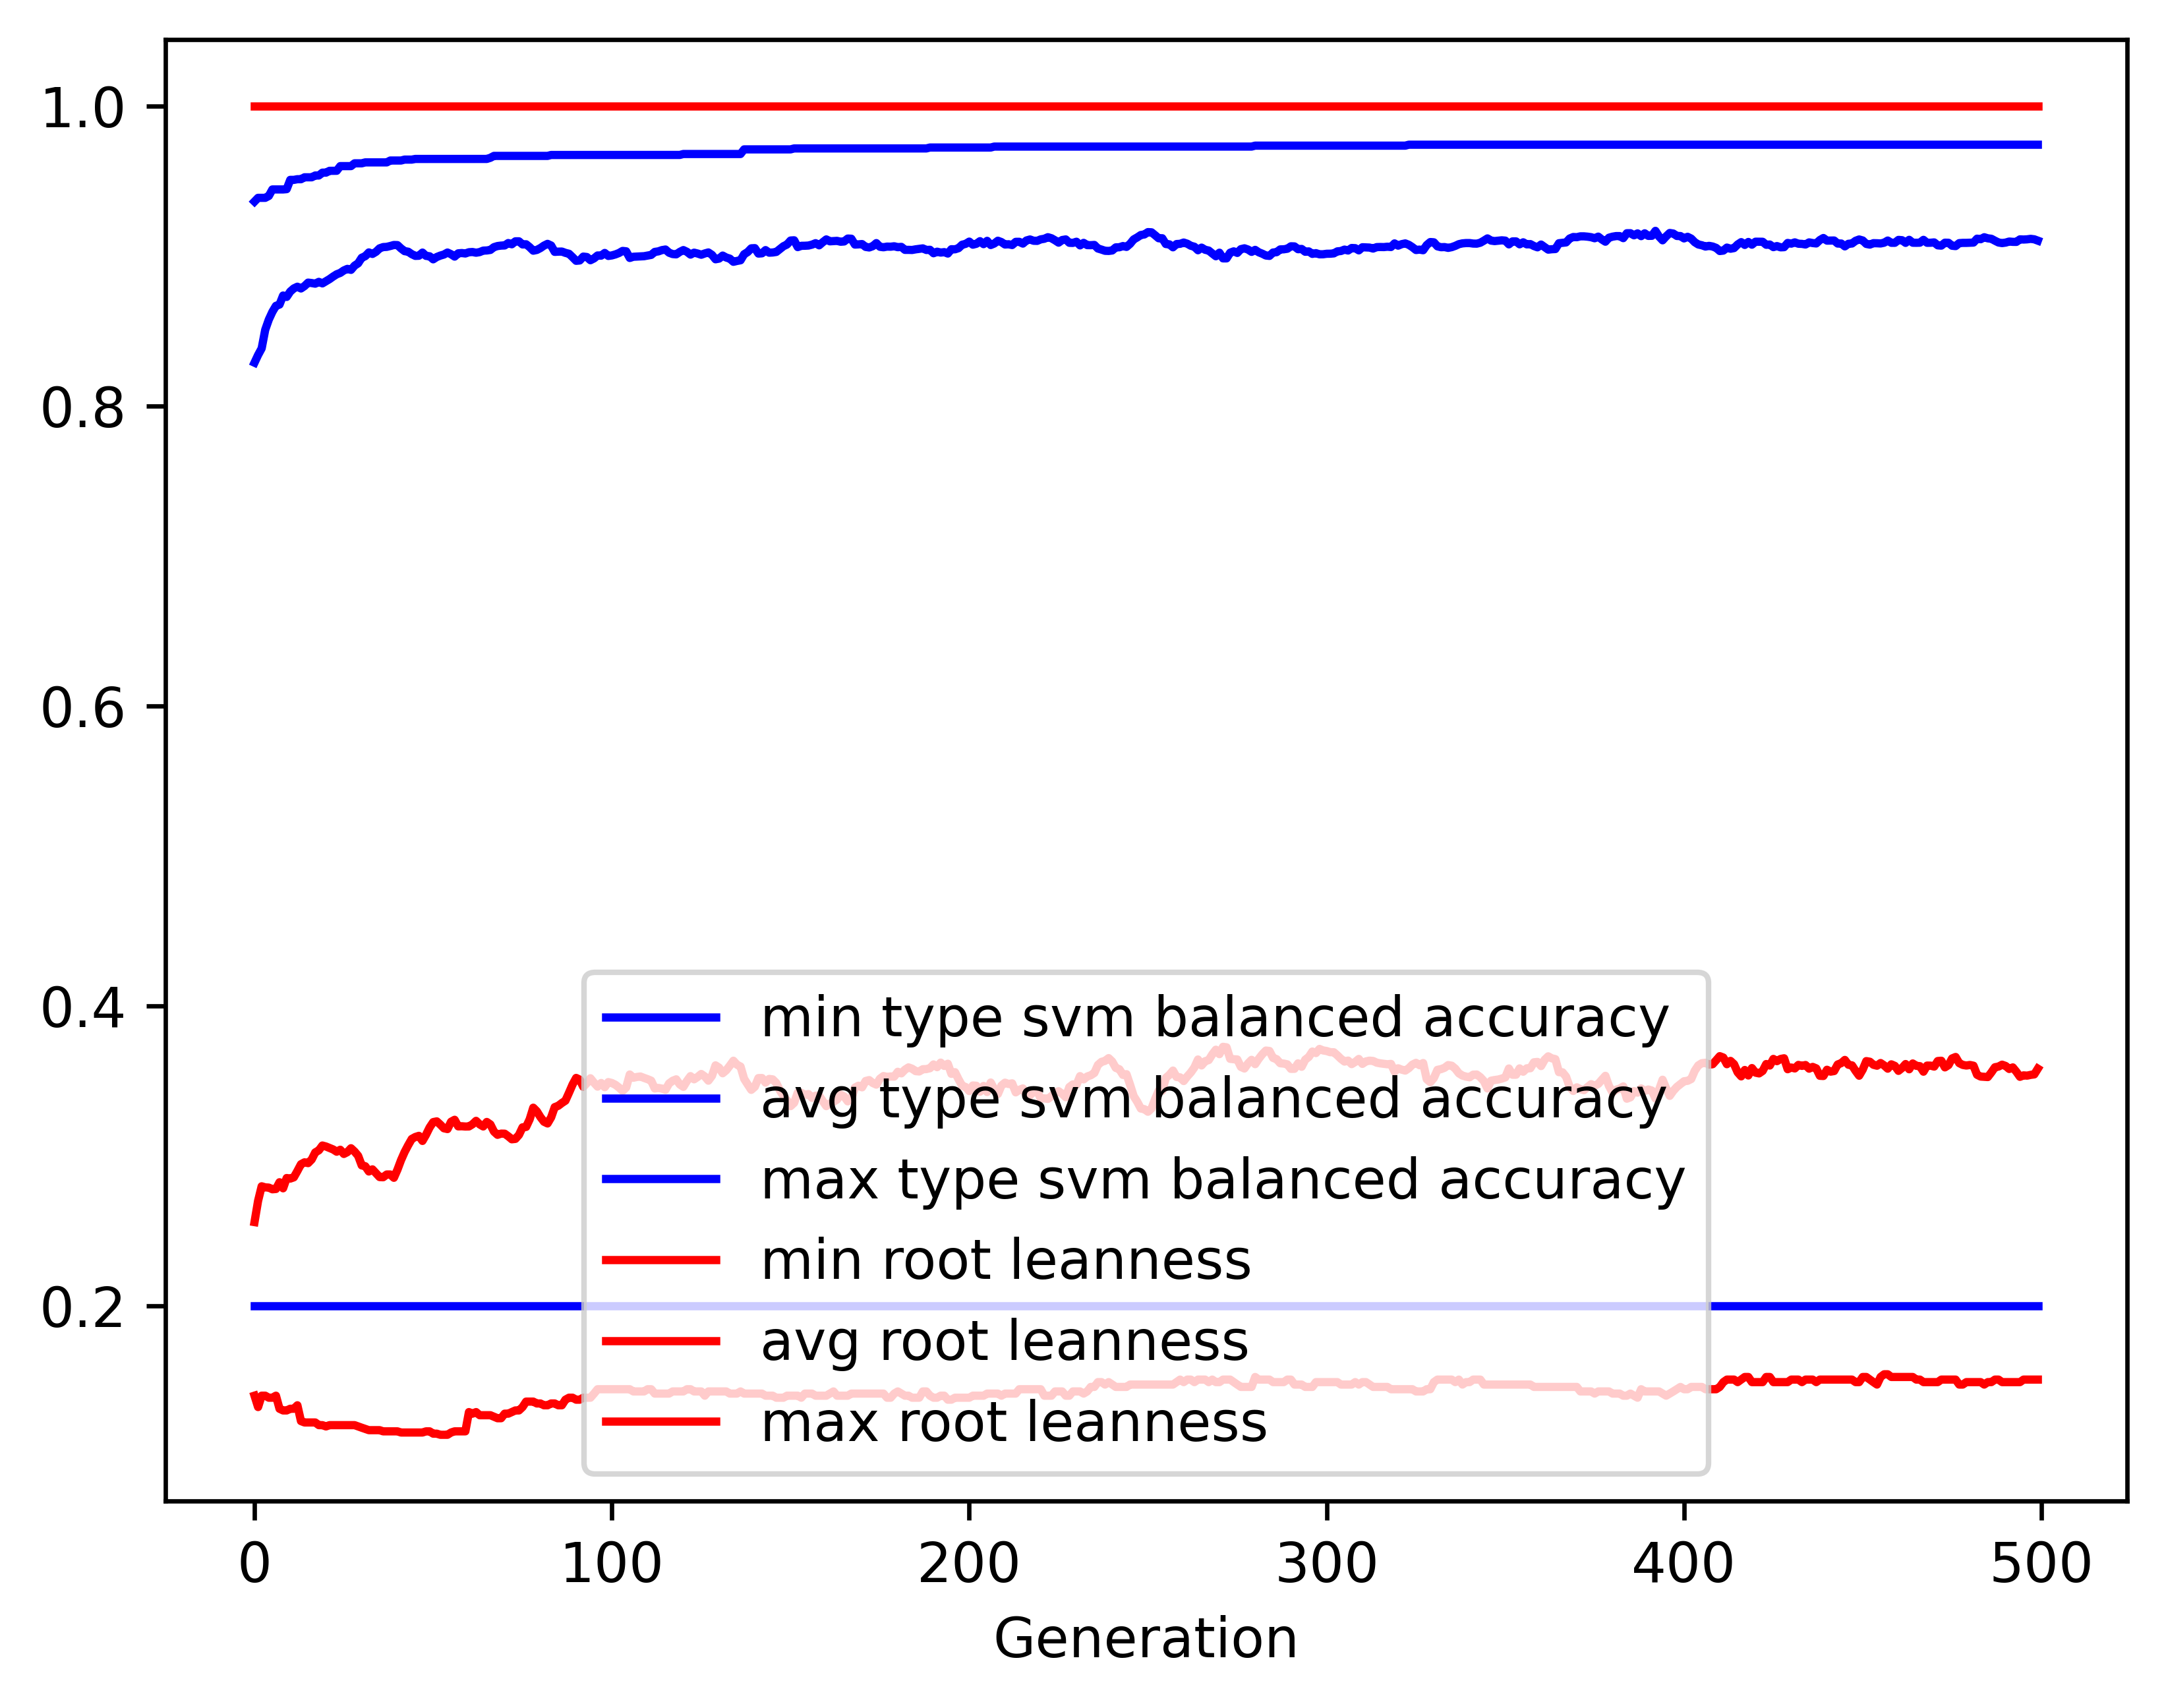 1.0
0.8
0.6
0.4
0.2
min type svm balanced accuracy
avg type svm balanced accuracy
max type svm balanced accuracy
min root leanness
avg root leanness
max root leanness
0 100 200 300 400 500
Generation